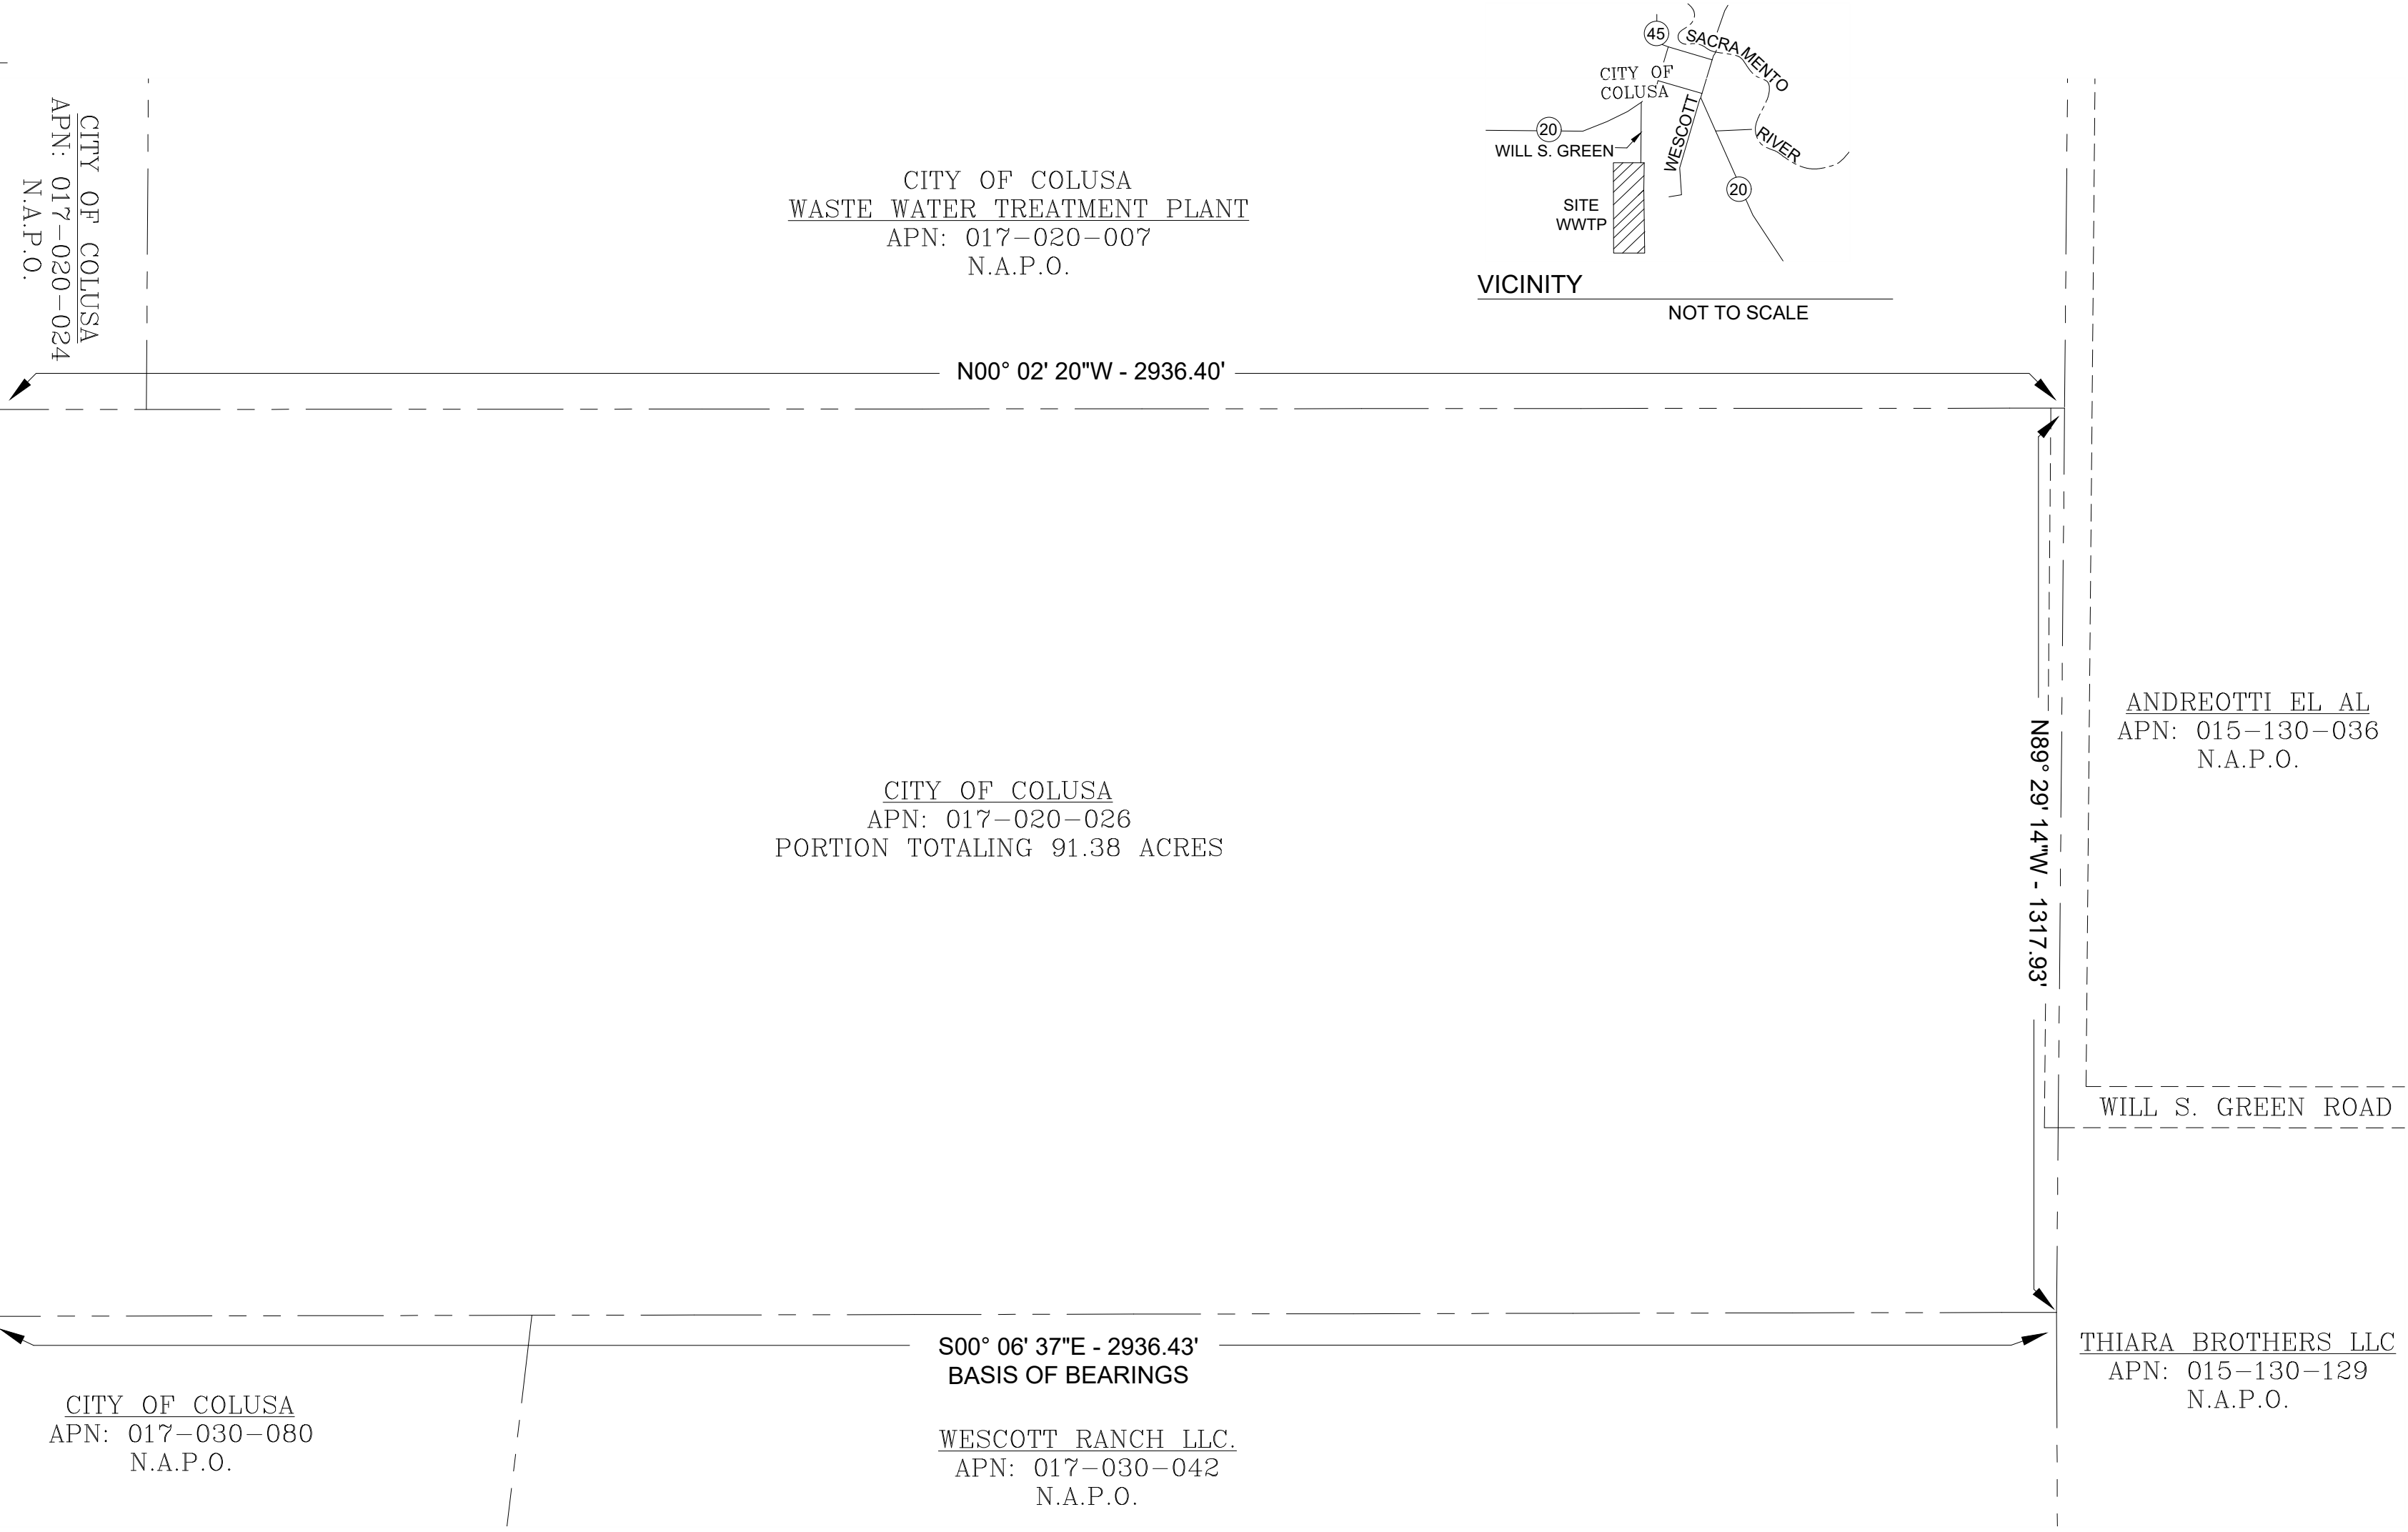 CITY OF COLUSA
APN: 017-020-024
N.A.P.O.
CITY OF COLUSA
WASTE WATER TREATMENT PLANT
APN: 017-020-007
N.A.P.O.
45
SACRAMENTO
CITY OF
COLUSA
20
WILL S. GREEN
WESCOTT
RIVER
20
SITE
WWTP
VICINITY
NOT TO SCALE
N00° 02' 20"W - 2936.40'
N89° 29' 14"W - 1317.93'
ANDREOTTI EL AL
APN: 015-130-036
N.A.P.O.
CITY OF COLUSA
APN: 017-020-026
PORTION TOTALING 91.38 ACRES
WILL S. GREEN ROAD
S00° 06' 37"E - 2936.43'
BASIS OF BEARINGS
THIARA BROTHERS LLC
APN: 015-130-129
N.A.P.O.
CITY OF COLUSA
APN: 017-030-080
N.A.P.O.
WESCOTT RANCH LLC.
APN: 017-030-042
N.A.P.O.